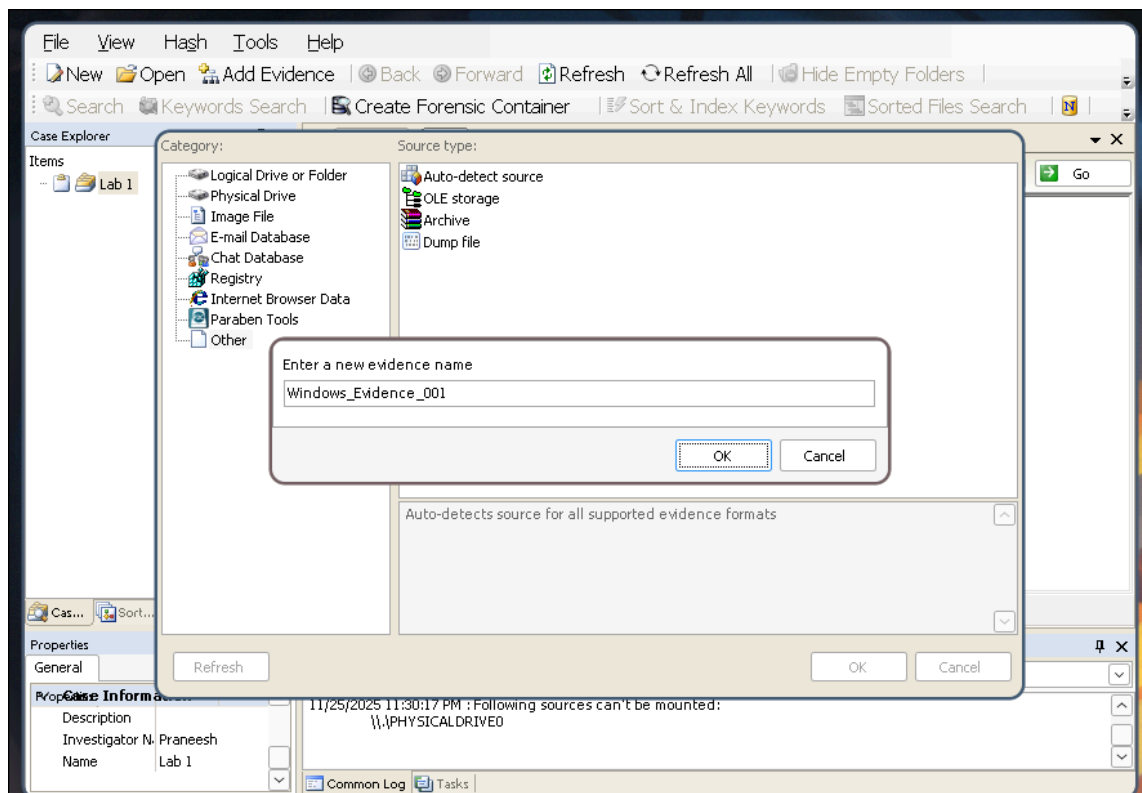 File View Hash Tools Help
New Open Add Evidence Back Forward Refresh Refresh All Hide Empty Folders
Search Keywords Search Create Forensic Container Sort & Index Keywords Sorted Files Search N
Case Explorer
Items
Lab 1
Go
Category:
Logical Drive or Folder
Physical Drive
Image File
E-mail Database
Chat Database
Registry
Internet Browser Data
Paraben Tools
Other
Source type:
Auto-detect source
OLE storage
Archive
Dump file
Enter a new evidence name
Windows_Evidence_001
OK Cancel
Auto-detects source for all supported evidence formats
Refresh OK Cancel
Cas... Sort...
Properties
General
Case Information
Description
Investigator N Praneesh
Name Lab 1
11/25/2025 11:30:17 PM : Following sources can't be mounted:
\\.\PHYSICALDRIVE0
Common Log Tasks